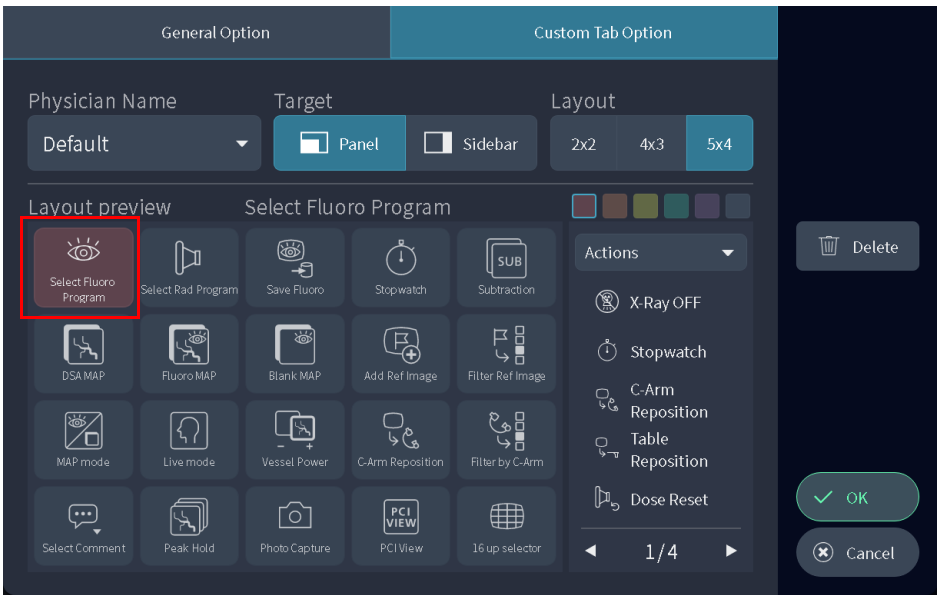 General Option
Custom Tab Option
Physician Name
Target
Layout
Default
Panel
Sidebar
2x2
4x3
5x4
Layout preview
Select Fluoro Program
Select Fluoro
Program
Select Rad Program
Save Fluoro
Stopwatch
SUB
Subtraction
DSA MAP
Fluoro MAP
Blank MAP
Add Ref Image
Filter Ref Image
MAP mode
Live mode
Vessel Power
C-Arm Reposition
Filter by C-Arm
Select Comment
Peak Hold
Photo Capture
PCI
VIEW
PCI View
16 up selector
Actions
X-Ray OFF
Stopwatch
C-Arm
Reposition
Table
Reposition
Dose Reset
1/4
Delete
OK
Cancel